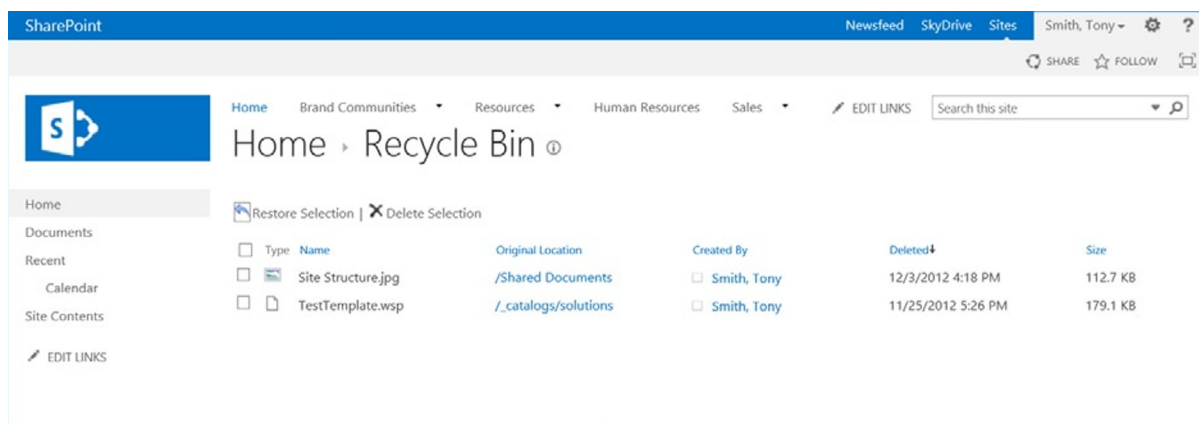 SharePoint Newsfeed SkyDrive Sites Smith, Tony ?
SHARE FOLLOW
S
Home Brand Communities Resources Human Resources Sales EDIT LINKS Search this site
Home Recycle Bin
Home
Documents
Recent
Calendar
Site Contents
EDIT LINKS
Restore Selection | Delete Selection
Type Name Original Location Created By Deleted Size
Site Structure.jpg /Shared Documents Smith, Tony 12/3/2012 4:18 PM 112.7 KB
TestTemplate.wsp /_catalogs/solutions Smith, Tony 11/25/2012 5:26 PM 179.1 KB